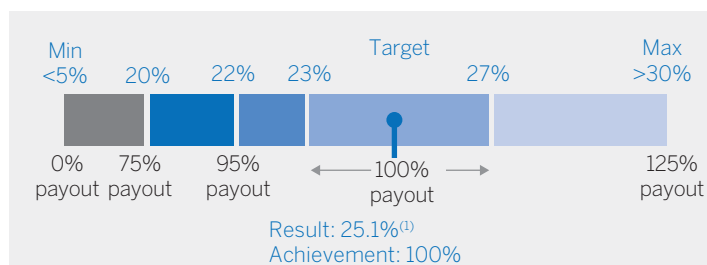 Min
<5%
20%
22%
23%
Target
27%
Max
>30%
0%
payout
75%
payout
95%
payout
100%
payout
125%
payout
Result: 25.1%(1)
Achievement: 100%